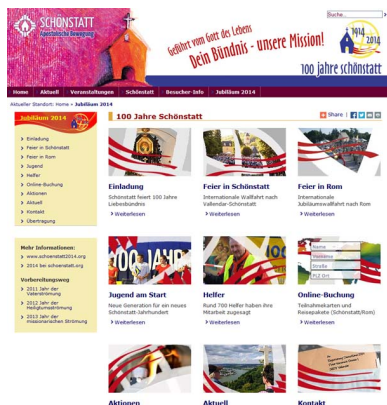 SCHÖNSTATT
Apostolische Bewegung
Suche...
Geführt vom Gott des Lebens
Dein Bündnis - unsere Mission!
1914
2014
100 jahre schönstatt
Home Aktuell Veranstaltungen Schönstatt Besucher-Info Jubiläum 2014
Aktueller Standort: Home » Jubiläum 2014
Jubiläum 2014
Einladung
Feier in Schönstatt
Feier in Rom
Jugend
Helfer
Online-Buchung
Aktionen
Aktuell
Kontakt
Übertragung
Mehr Informationen:
www.schoenstatt2014.org
2014 bei schoenstatt.org
Vorbereitungsweg
2011 Jahr der
Vaterströmung
2012 Jahr der
Heiligtumsströmung
2013 Jahr der
missionarischen Strömung
100 Jahre Schönstatt
Share
Einladung
Schönstatt feiert 100 Jahre
Liebesbündnis
Weiterlesen
Feier in Schönstatt
Internationale Wallfahrt nach
Vallendar-Schönstatt
Weiterlesen
Feier in Rom
Internationale
Jubiläumswallfahrt nach Rom
Weiterlesen
Jugend am Start
Neue Generation für ein neues
Schönstatt-Jahrhundert
Weiterlesen
Helfer
Rund 700 Helfer haben ihre
Mitarbeit zugesagt
Weiterlesen
Name
Vorname
Straße
PLZ Ort
Online-Buchung
Teilnahmekarten und
Reisepakete (Schönstatt/Rom)
Weiterlesen
Aktionen
Aktuell
Kontakt